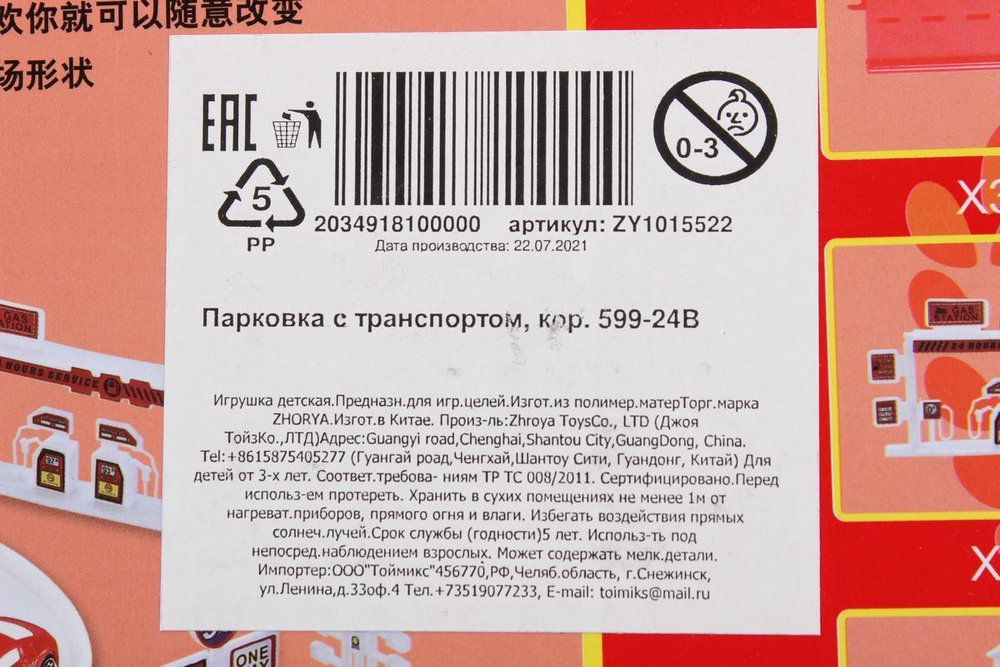 欢你就可以随意改变
场形状
EAC
0-3
5
PP
2034918100000 артикул: ZY1015522
Дата производства: 22.07.2021
Парковка с транспортом, кор. 599-24B
Игрушка детская.Предназн.для игр.целей.Изгот.из полимер.матерТорг.марка
ZHORYA.Изгот.в Китае. Произ-ль:Zhroya ToysCo., LTD (Джоя
ТойзКо.,ЛТД)Адрес:Guangyi road,Chenghai,Shantou City,GuangDong, China.
Tel:+8615875405277 (Гуангай роад,Ченгхай,Шантоу Сити, Гуандонг, Китай) Для
детей от 3-х лет. Соответ.требова- ниям ТР ТС 008/2011. Сертифицировано.Перед
использ-ем протереть. Хранить в сухих помещениях не менее 1м от
нагреват.приборов, прямого огня и влаги. Избегать воздействия прямых
солнеч.лучей.Срок службы (годности)5 лет. Использ-ть под
непосред.наблюдением взрослых. Может содержать мелк.детали.
Импортер:ООО"Тоймикс"456770,РФ,Челяб.область, г.Снежинск,
ул.Ленина,д.33оф.4 Тел.+73519077233, E-mail: toimiks@mail.ru
GAS
STATION
HOURS SERVICE
X3
GAS
STATION
24 HOURS
X
ONE